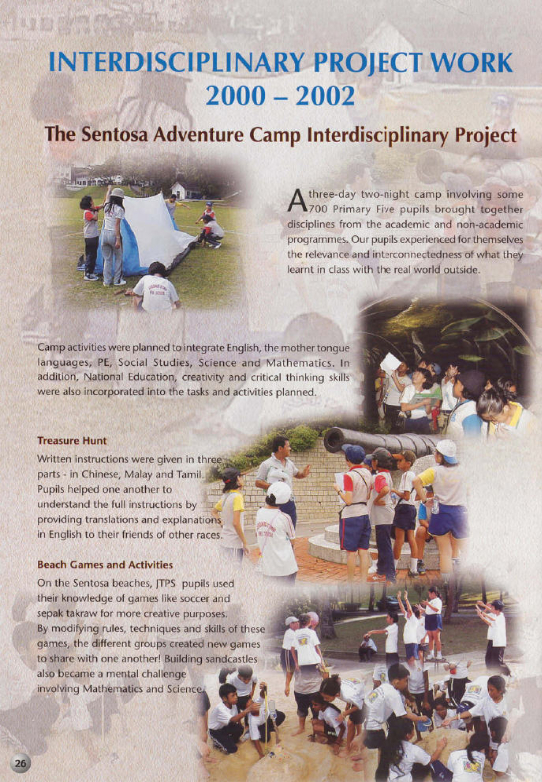 INTERDISCIPLINARY PROJECT WORK
2000 – 2002
The Sentosa Adventure Camp Interdisciplinary Project
A three-day two-night camp involving some
700 Primary Five pupils brought together
disciplines from the academic and non-academic
programmes. Our pupils experienced for themselves
the relevance and interconnectedness of what they
learnt in class with the real world outside.
Camp activities were planned to integrate English, the mother tongue
languages, PE, Social Studies, Science and Mathematics. In
addition, National Education, creativity and critical thinking skills
were also incorporated into the tasks and activities planned.
Treasure Hunt
Written instructions were given in three
parts - in Chinese, Malay and Tamil.
Pupils helped one another to
understand the full instructions by
providing translations and explanations
in English to their friends of other races.
Beach Games and Activities
On the Sentosa beaches, JTPS pupils used
their knowledge of games like soccer and
sepak takraw for more creative purposes.
By modifying rules, techniques and skills of these
games, the different groups created new games
to share with one another! Building sandcastles
also became a mental challenge
involving Mathematics and Science.
26